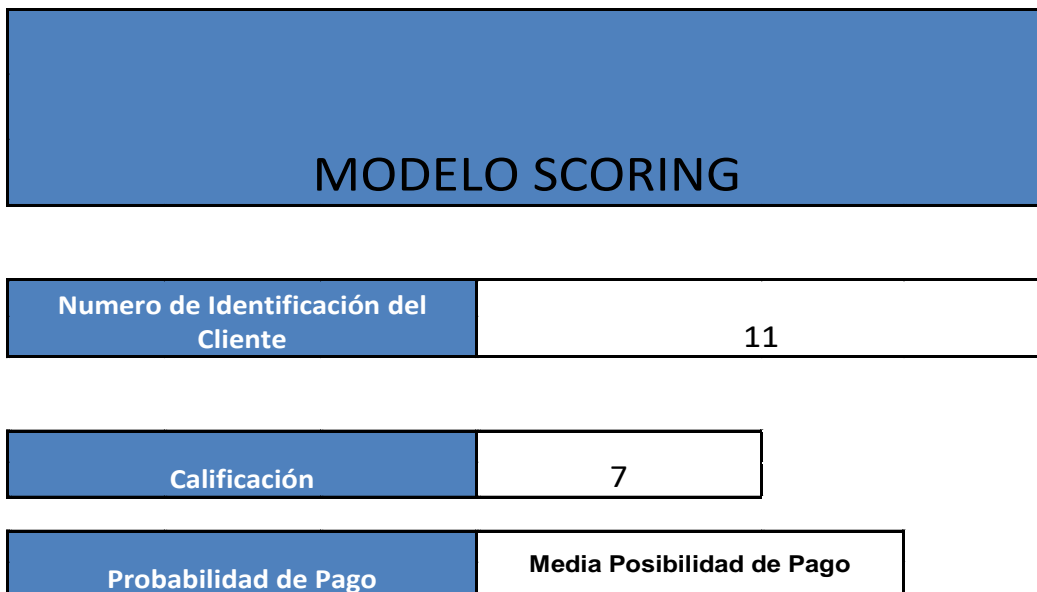 MODELO SCORING
Numero de Identificación del
Cliente
11
Calificación
7
Probabilidad de Pago
Media Posibilidad de Pago